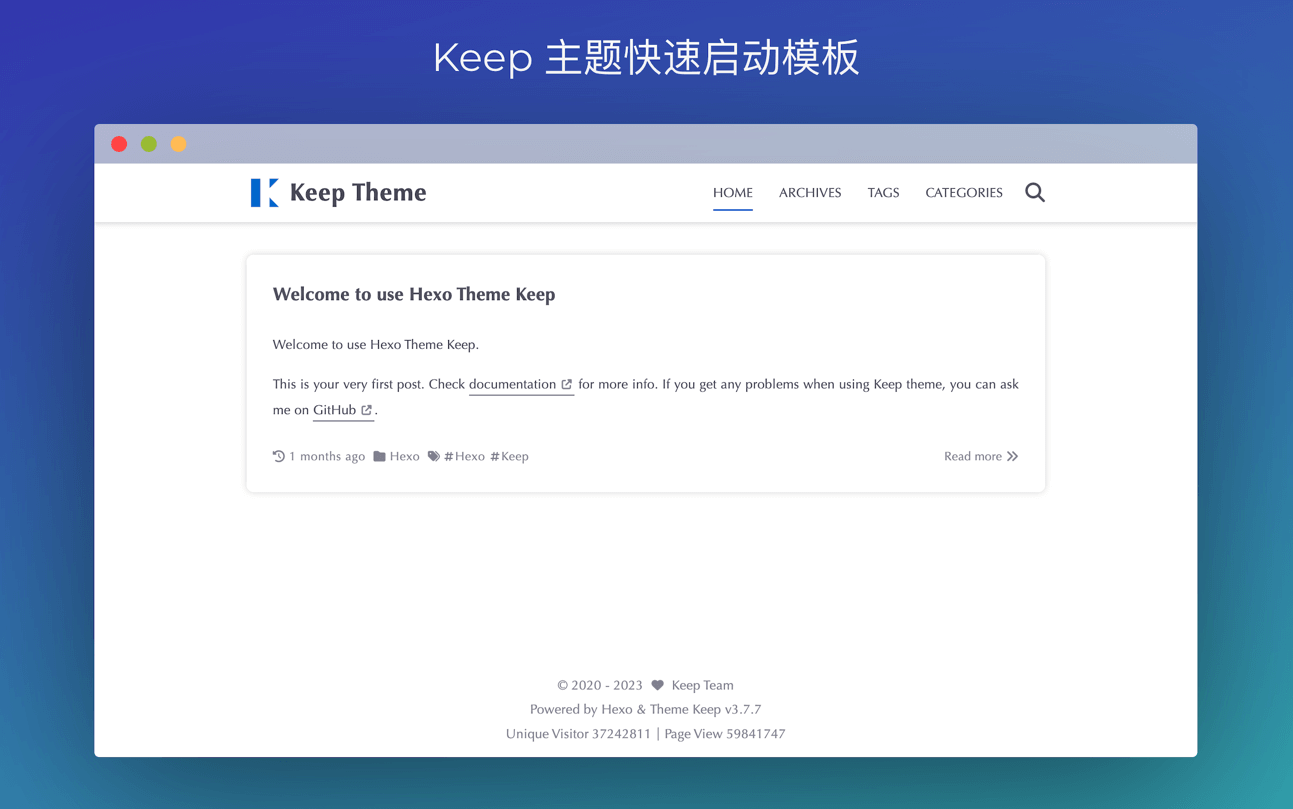 Keep 主题快速启动模板
Keep Theme
HOME ARCHIVES TAGS CATEGORIES
Welcome to use Hexo Theme Keep
Welcome to use Hexo Theme Keep.
This is your very first post. Check documentation for more info. If you get any problems when using Keep theme, you can ask
me on GitHub .
1 months ago Hexo #Hexo #Keep Read more
© 2020 - 2023 Keep Team
Powered by Hexo & Theme Keep v3.7.7
Unique Visitor 37242811 | Page View 59841747